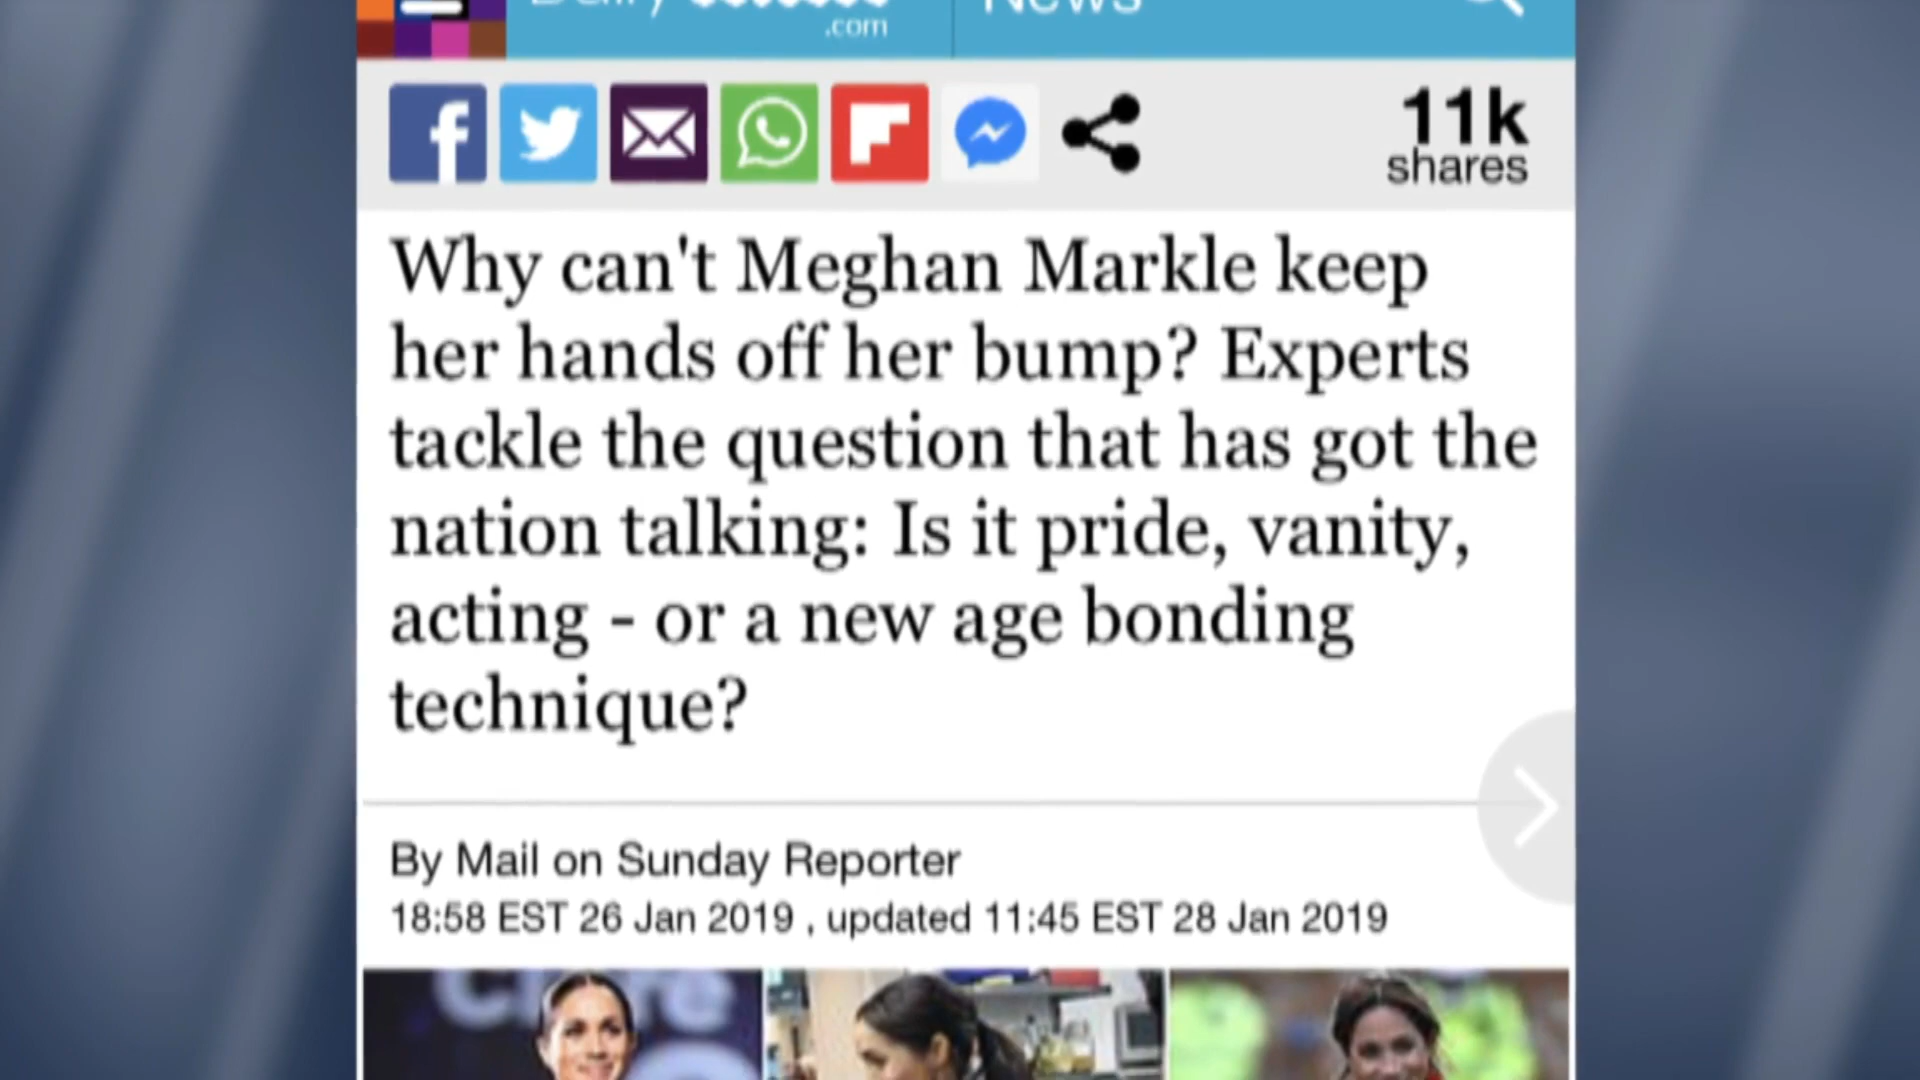 .com
News
11k
shares
Why can't Meghan Markle keep
her hands off her bump? Experts
tackle the question that has got the
nation talking: Is it pride, vanity,
acting - or a new age bonding
technique?
By Mail on Sunday Reporter
18:58 EST 26 Jan 2019 , updated 11:45 EST 28 Jan 2019